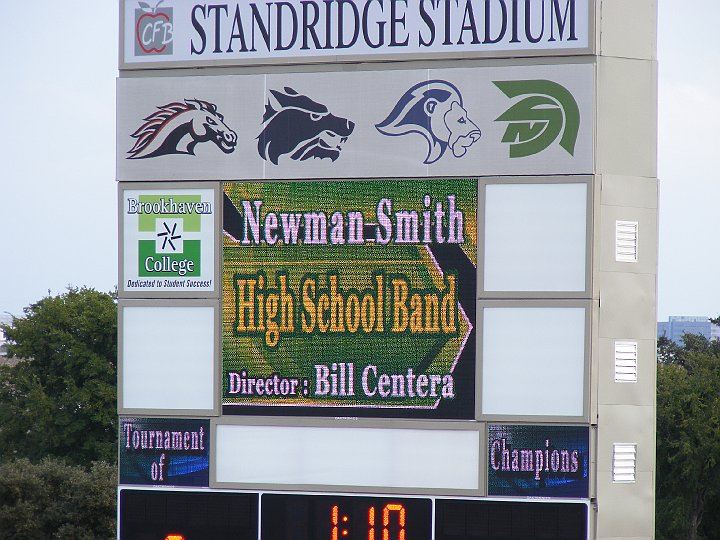 CFB
STANDRIDGE STADIUM
N
Brookhaven
College
Dedicated to Student Success!
Newman Smith
High School Band
Director : Bill Centera
Tournament
of
Champions
1:10